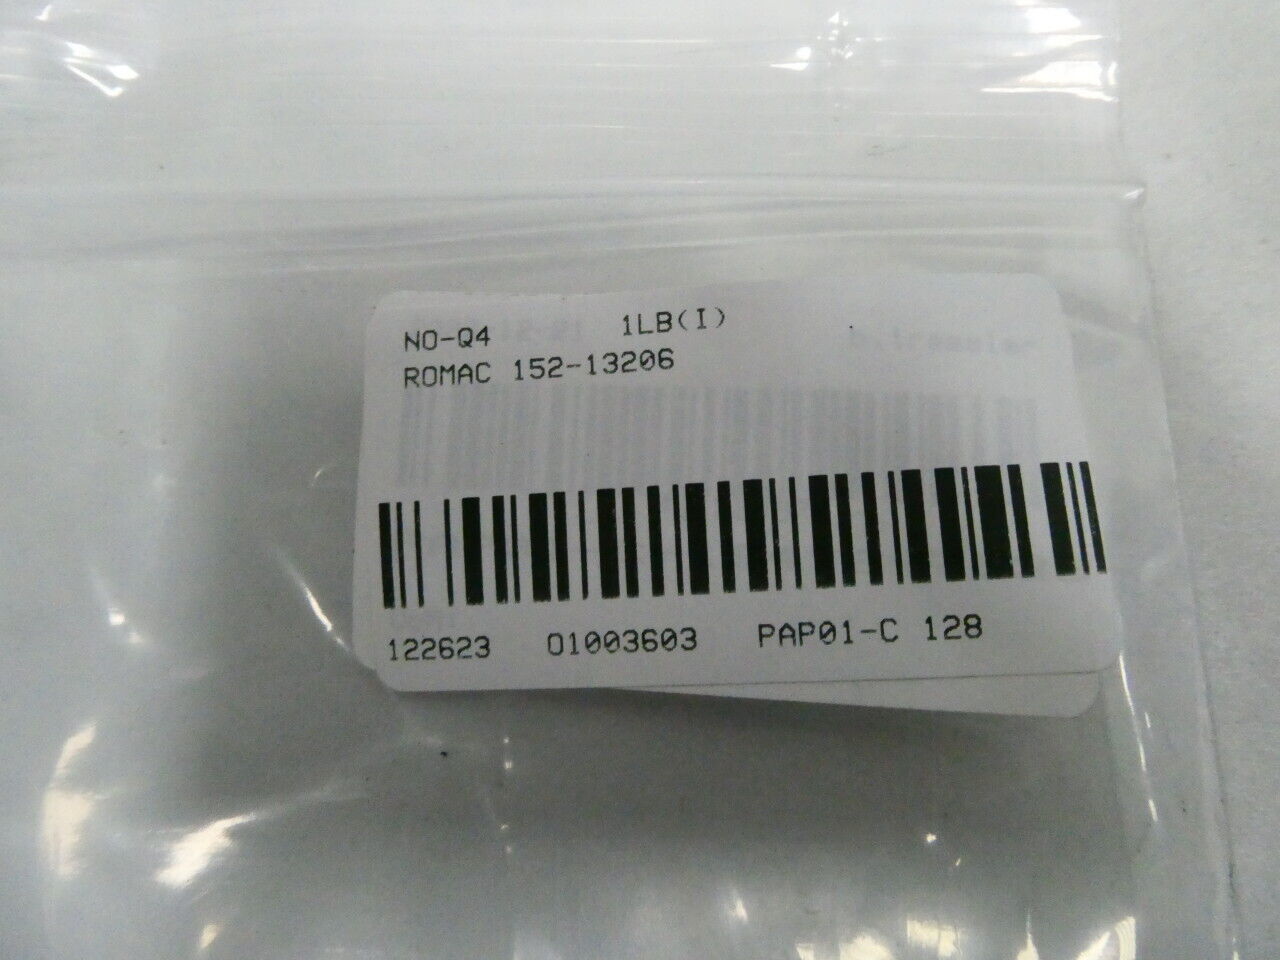 NO-Q4 1LB(I)
ROMAC 152-13206
122623 01003603 PAP01-C 128